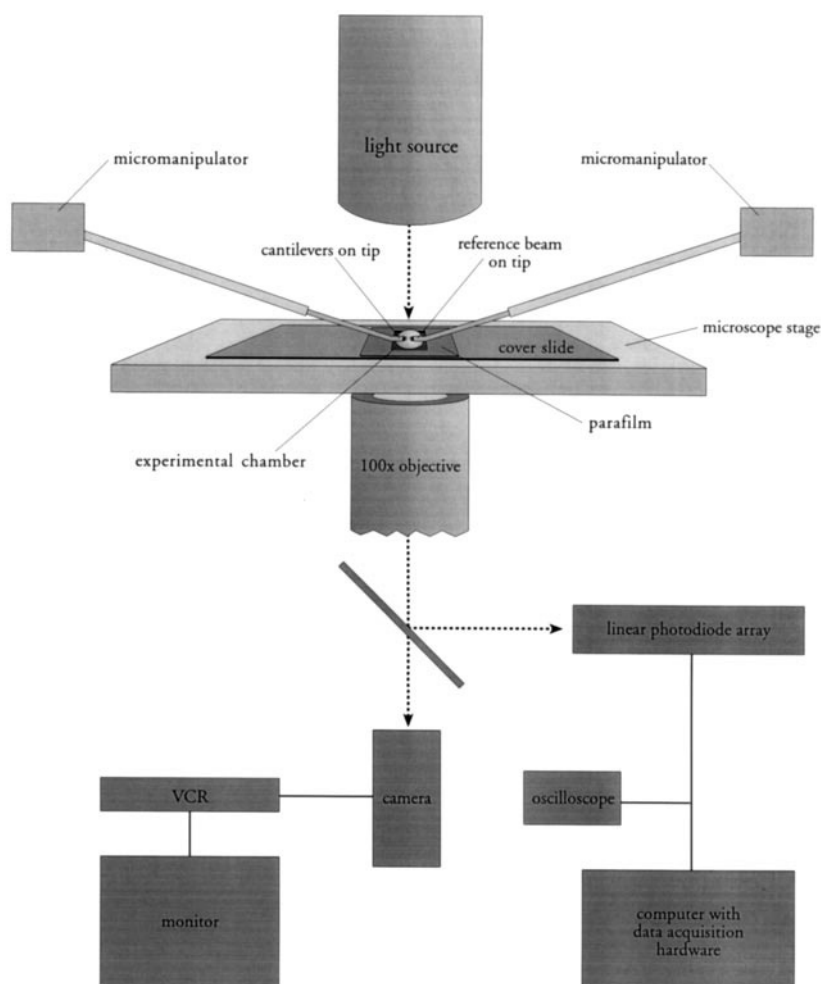 light source
micromanipulator
micromanipulator
cantilevers on tip
reference beam
on tip
microscope stage
cover slide
parafilm
experimental chamber
100x objective
linear photodiode array
VCR
camera
oscilloscope
monitor
computer with
data acquisition
hardware